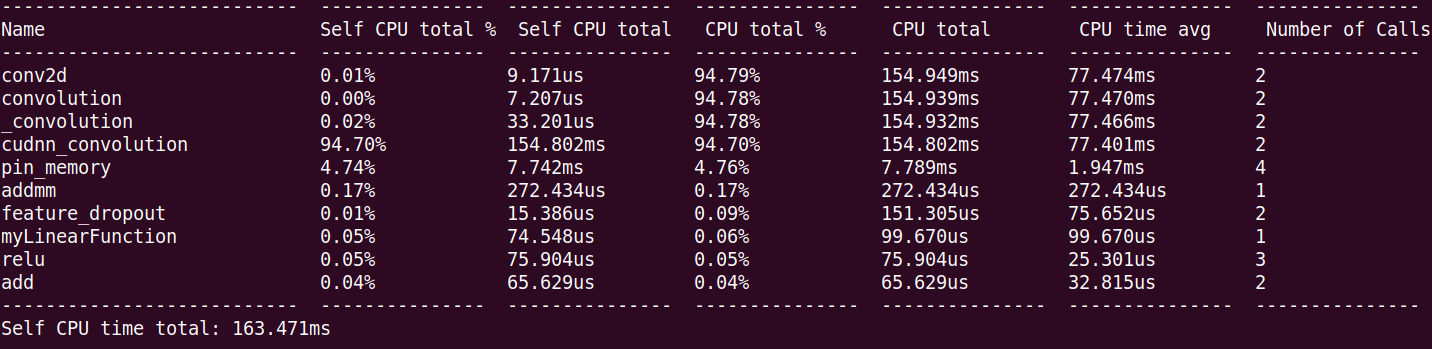 ---------------------------  ---------------  ---------------  ---------------  ---------------  ---------------  ---------------
Name                         Self CPU total %  Self CPU total   CPU total %      CPU total        CPU time avg     Number of Calls
---------------------------  ---------------  ---------------  ---------------  ---------------  ---------------  ---------------
conv2d                       0.01%            9.171us          94.79%           154.949ms        77.474ms         2
convolution                  0.00%            7.207us          94.78%           154.939ms        77.470ms         2
_convolution                 0.02%            33.201us         94.78%           154.932ms        77.466ms         2
cudnn_convolution            94.70%           154.802ms        94.70%           154.802ms        77.401ms         2
pin_memory                   4.74%            7.742ms          4.76%            7.789ms          1.947ms          4
addmm                        0.17%            272.434us        0.17%            272.434us        272.434us        1
feature_dropout              0.01%            15.386us         0.09%            151.305us        75.652us         2
myLinearFunction             0.05%            74.548us         0.06%            99.670us         99.670us         1
relu                         0.05%            75.904us         0.05%            75.904us         25.301us         3
add                          0.04%            65.629us         0.04%            65.629us         32.815us         2
---------------------------  ---------------  ---------------  ---------------  ---------------  ---------------  ---------------
Self CPU time total: 163.471ms